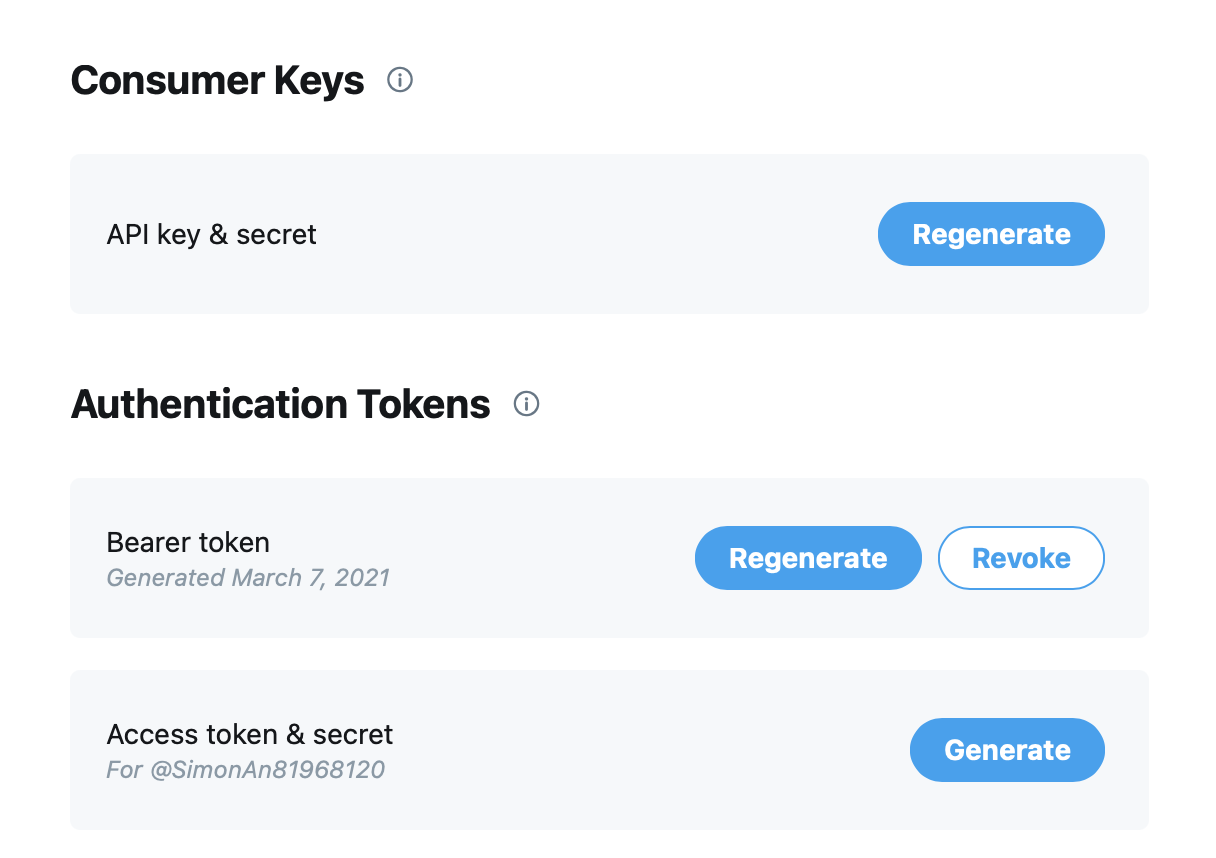 Consumer Keys
API key & secret
Regenerate
Authentication Tokens
Bearer token
Generated March 7, 2021
Regenerate
Revoke
Access token & secret
For @SimonAn81968120
Generate